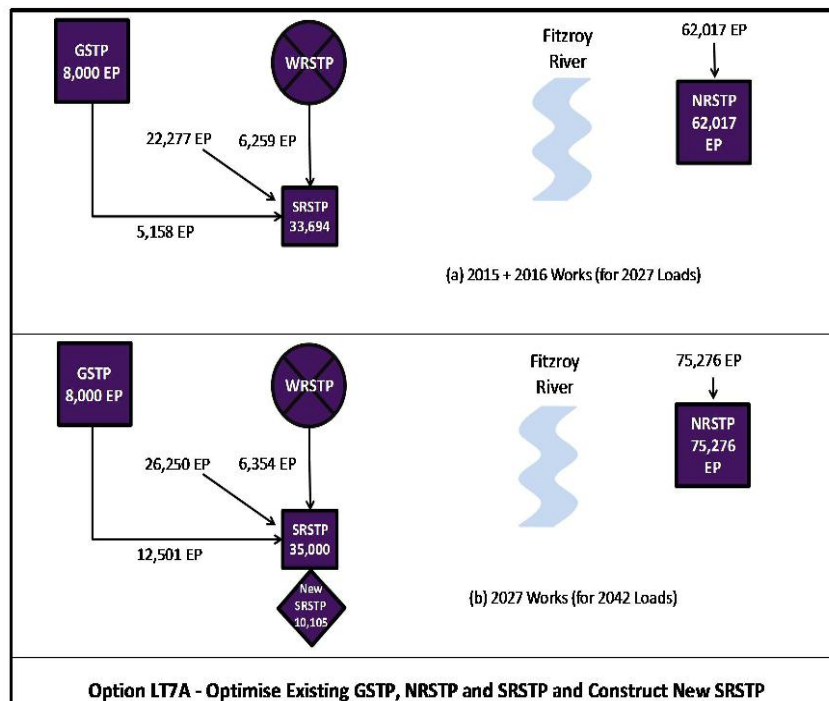 GSTP
8,000 EP
WRSTP
22,277 EP
6,259 EP
SRSTP
33,694
5,158 EP
Fitzroy
River
62,017 EP
NRSTP
62,017
EP
(a) 2015 + 2016 Works (for 2027 Loads)
GSTP
8,000 EP
WRSTP
26,250 EP
6,354 EP
SRSTP
35,000
12,501 EP
New
SRSTP
10,105
Fitzroy
River
75,276 EP
NRSTP
75,276
EP
(b) 2027 Works (for 2042 Loads)
Option LT7A - Optimise Existing GSTP, NRSTP and SRSTP and Construct New SRSTP